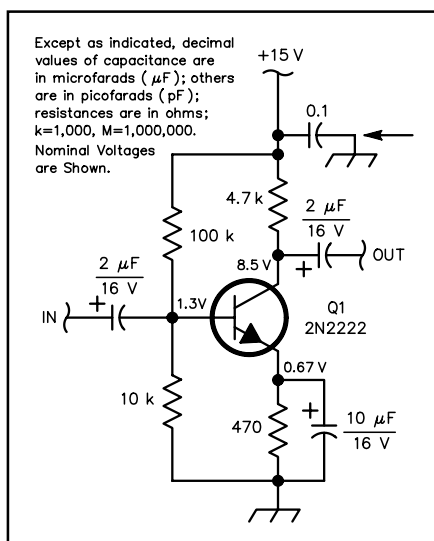 Except as indicated, decimal
values of capacitance are
in microfarads ( µF); others
are in picofarads ( pF);
resistances are in ohms;
k=1,000, M=1,000,000.
Nominal Voltages
are Shown.
+15 V
0.1
4.7 k
100 k
2 µF
16 V
+
OUT
8.5 V
2 µF
16 V
+
IN
1.3V
Q1
2N2222
0.67 V
10 k
470
+
10 µF
16 V